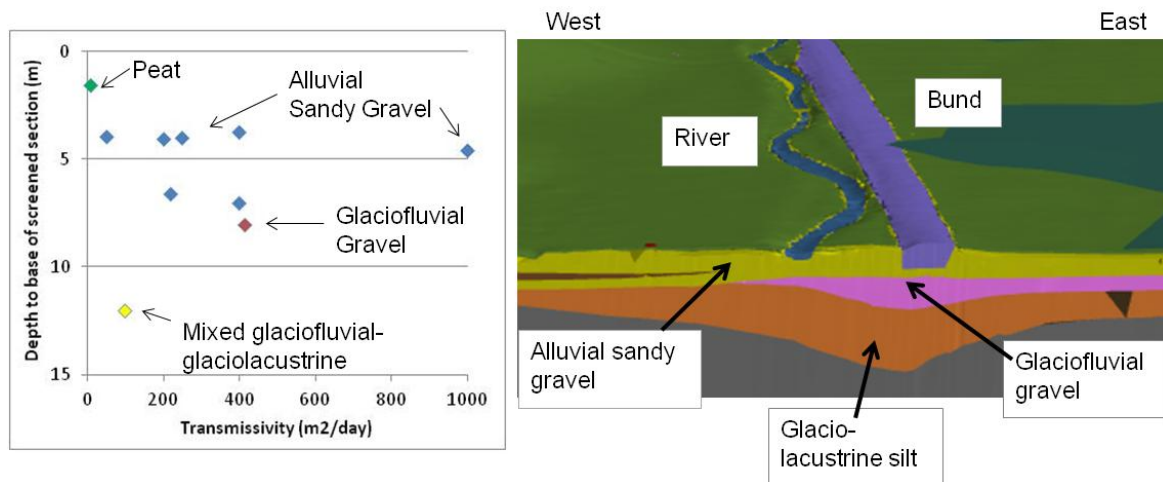 Depth to base of screened section (m)
0
5
10
15
0
200
400
600
800
1000
Transmissivity (m2/day)
Peat
Alluvial
Sandy Gravel
Glaciofluvial
Gravel
Mixed glaciofluvial-
glaciolacustrine
West
East
River
Bund
Alluvial sandy
gravel
Glacio-
lacustrine silt
Glaciofluvial
gravel